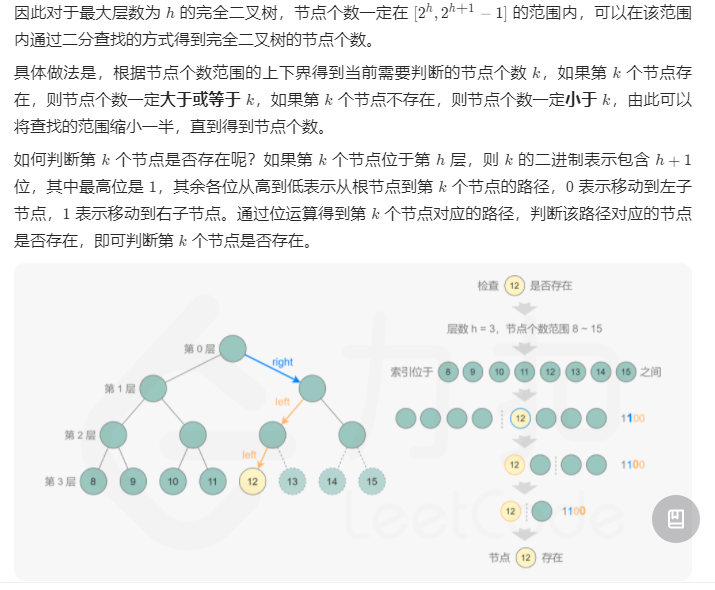 因此对于最大层数为 h 的完全二叉树，节点个数一定在 [2^h, 2^{h+1} − 1] 的范围内，可以在该范围
内通过二分查找的方式得到完全二叉树的节点个数。
具体做法是，根据节点个数范围的上下界得到当前需要判断的节点个数 k，如果第 k 个节点存
在，则节点个数一定大于或等于 k，如果第 k 个节点不存在，则节点个数一定小于 k，由此可以
将查找的范围缩小一半，直到得到节点个数。
如何判断第 k 个节点是否存在呢？如果第 k 个节点位于第 h 层，则 k 的二进制表示包含 h + 1
位，其中最高位是 1，其余各位从高到低表示从根节点到第 k 个节点的路径，0 表示移动到左子
节点，1 表示移动到右子节点。通过位运算得到第 k 个节点对应的路径，判断该路径对应的节点
是否存在，即可判断第 k 个节点是否存在。
第 0 层
right
第 1 层
left
第 2 层
left
第 3 层 8 9 10 11 12 13 14 15
检查 12 是否存在
层数 h = 3，节点个数范围 8 ~ 15
索引位于 8 9 10 11 12 13 14 15 之间
12 1100
12 1100
12 1100
节点 12 存在
力扣
LeetCode